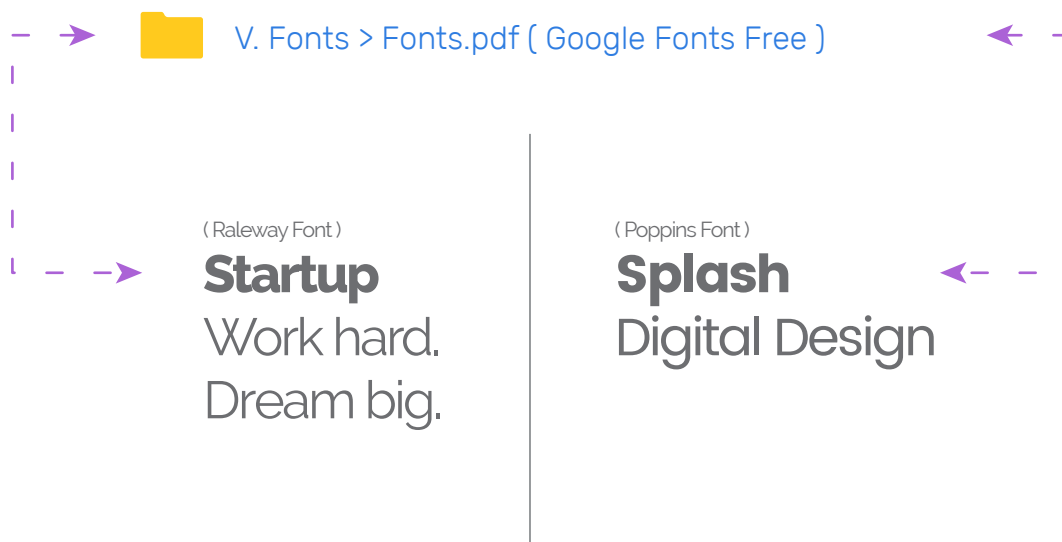 V. Fonts > Fonts.pdf ( Google Fonts Free )
( Raleway Font )
Startup
Work hard.
Dream big.
( Poppins Font )
Splash
Digital Design